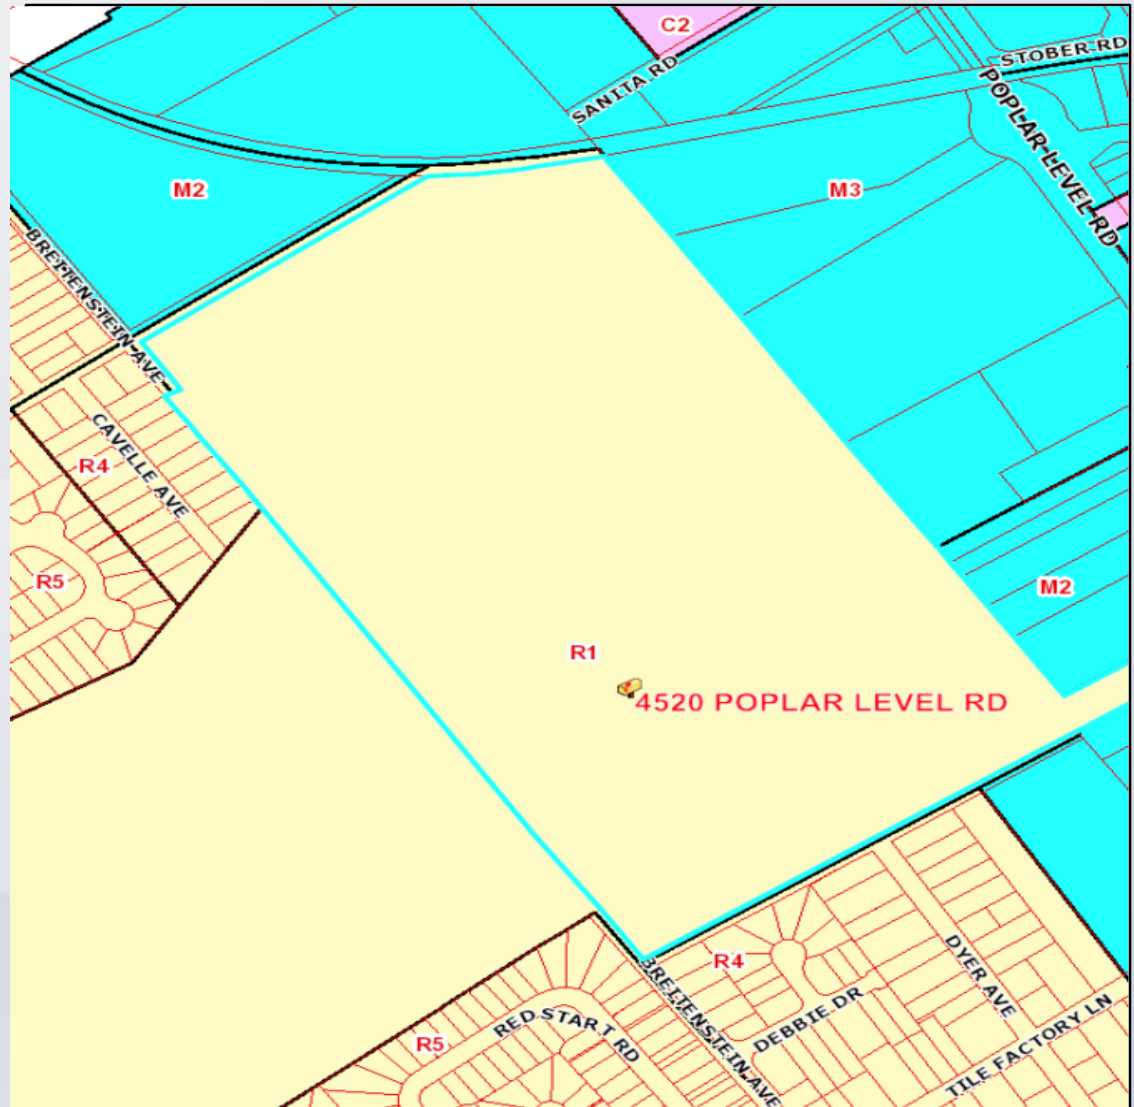 C2
STOBER RD
SANITA RD
POPLAR LEVEL RD
M2
M3
BREITENSTEIN AVE
CAVELLE AVE
R4
R5
M2
R1
4520 POPLAR LEVEL RD
R4
DYER AVE
BREITENSTEIN AVE
DEBBIE DR
RED START RD
R5
TILE FACTORY LN